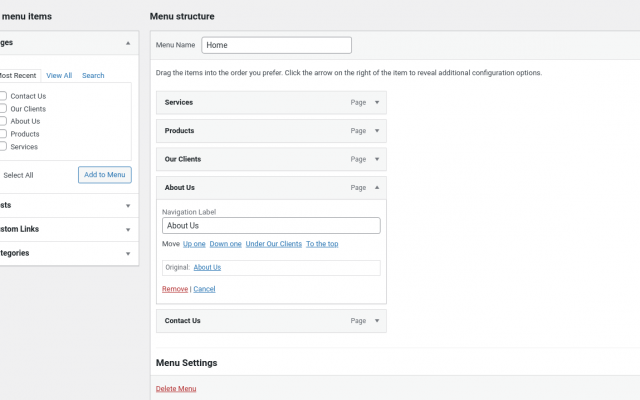 menu items
Menu structure
ges
Menu Name Home
Most Recent View All Search
Drag the items into the order you prefer. Click the arrow on the right of the item to reveal additional configuration options.
Contact Us
Our Clients
About Us
Products
Services
Select All Add to Menu
sts
stom Links
tegories
Services Page
Products Page
Our Clients Page
About Us Page
Navigation Label
About Us
Move Up one Down one Under Our Clients To the top
Original: About Us
Remove | Cancel
Contact Us Page
Menu Settings
Delete Menu